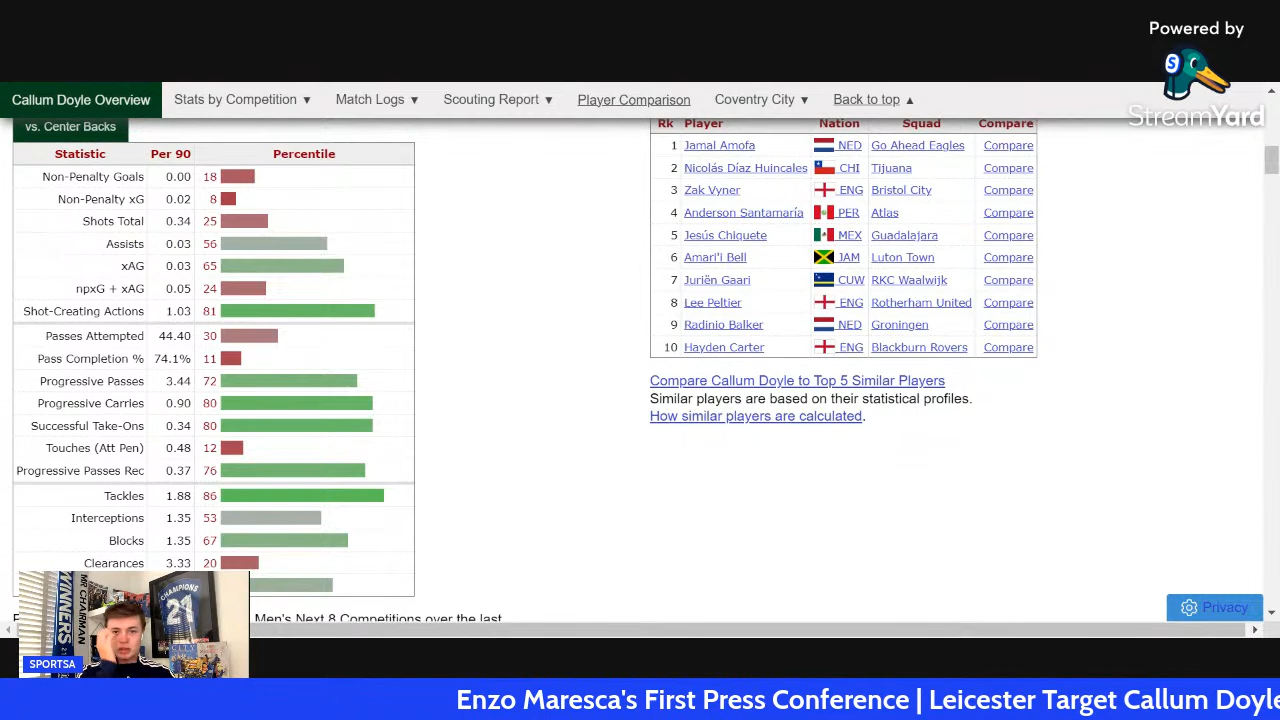 Powered by
S
StreamYard
Callum Doyle Overview Stats by Competition ▼ Match Logs ▼ Scouting Report ▼ Player Comparison Coventry City ▼ Back to top ▲
vs. Center Backs
Statistic Per 90 Percentile
Non-Penalty Goals 0.00 18
Non-Penalty xG 0.02 8
Shots Total 0.34 25
Assists 0.03 56
xAG 0.03 65
npxG + xAG 0.05 24
Shot-Creating Actions 1.03 81
Passes Attempted 44.40 30
Pass Completion % 74.1% 11
Progressive Passes 3.44 72
Progressive Carries 0.90 80
Successful Take-Ons 0.34 80
Touches (Att Pen) 0.48 12
Progressive Passes Rec 0.37 76
Tackles 1.88 86
Interceptions 1.35 53
Blocks 1.35 67
Clearances 3.33 20
Men's Next 8 Competitions over the last
Rk Player Nation Squad Compare
1 Jamal Amofa NED Go Ahead Eagles Compare
2 Nicolás Díaz Huincales CHI Tijuana Compare
3 Zak Vyner ENG Bristol City Compare
4 Anderson Santamaría PER Atlas Compare
5 Jesús Chiquete MEX Guadalajara Compare
6 Amari'i Bell JAM Luton Town Compare
7 Juriën Gaari CUW RKC Waalwijk Compare
8 Lee Peltier ENG Rotherham United Compare
9 Radinio Balker NED Groningen Compare
10 Hayden Carter ENG Blackburn Rovers Compare
Compare Callum Doyle to Top 5 Similar Players
Similar players are based on their statistical profiles.
How similar players are calculated.
Privacy
WINNERS
MR CHAIRMAN
CHAMPIONS
21
CITY
SPORTSA
Enzo Maresca's First Press Conference | Leicester Target Callum Doyle